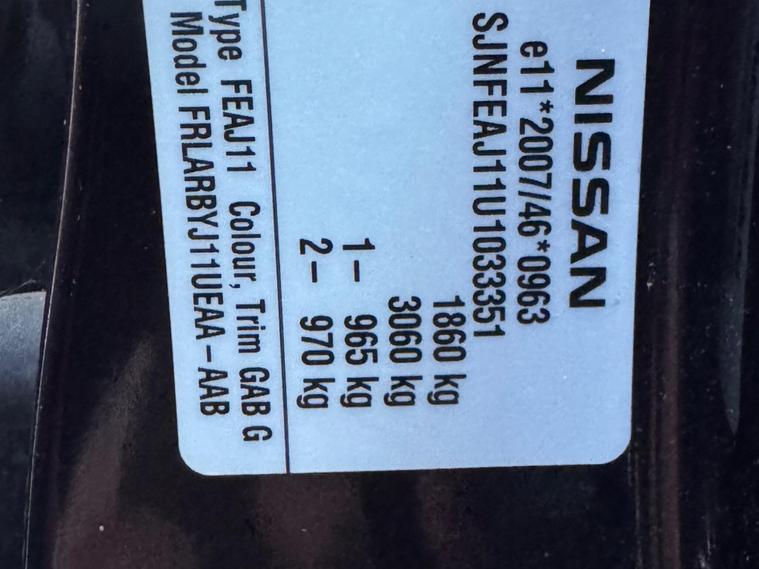 NISSAN
e11*2007/46*0963
SJNFEAJ11U1033351
1860 kg
3060 kg
1– 965 kg
2– 970 kg
Type FEAJ11 Colour, Trim GAB G
Model FRLARBYJ11UEAA–AAB